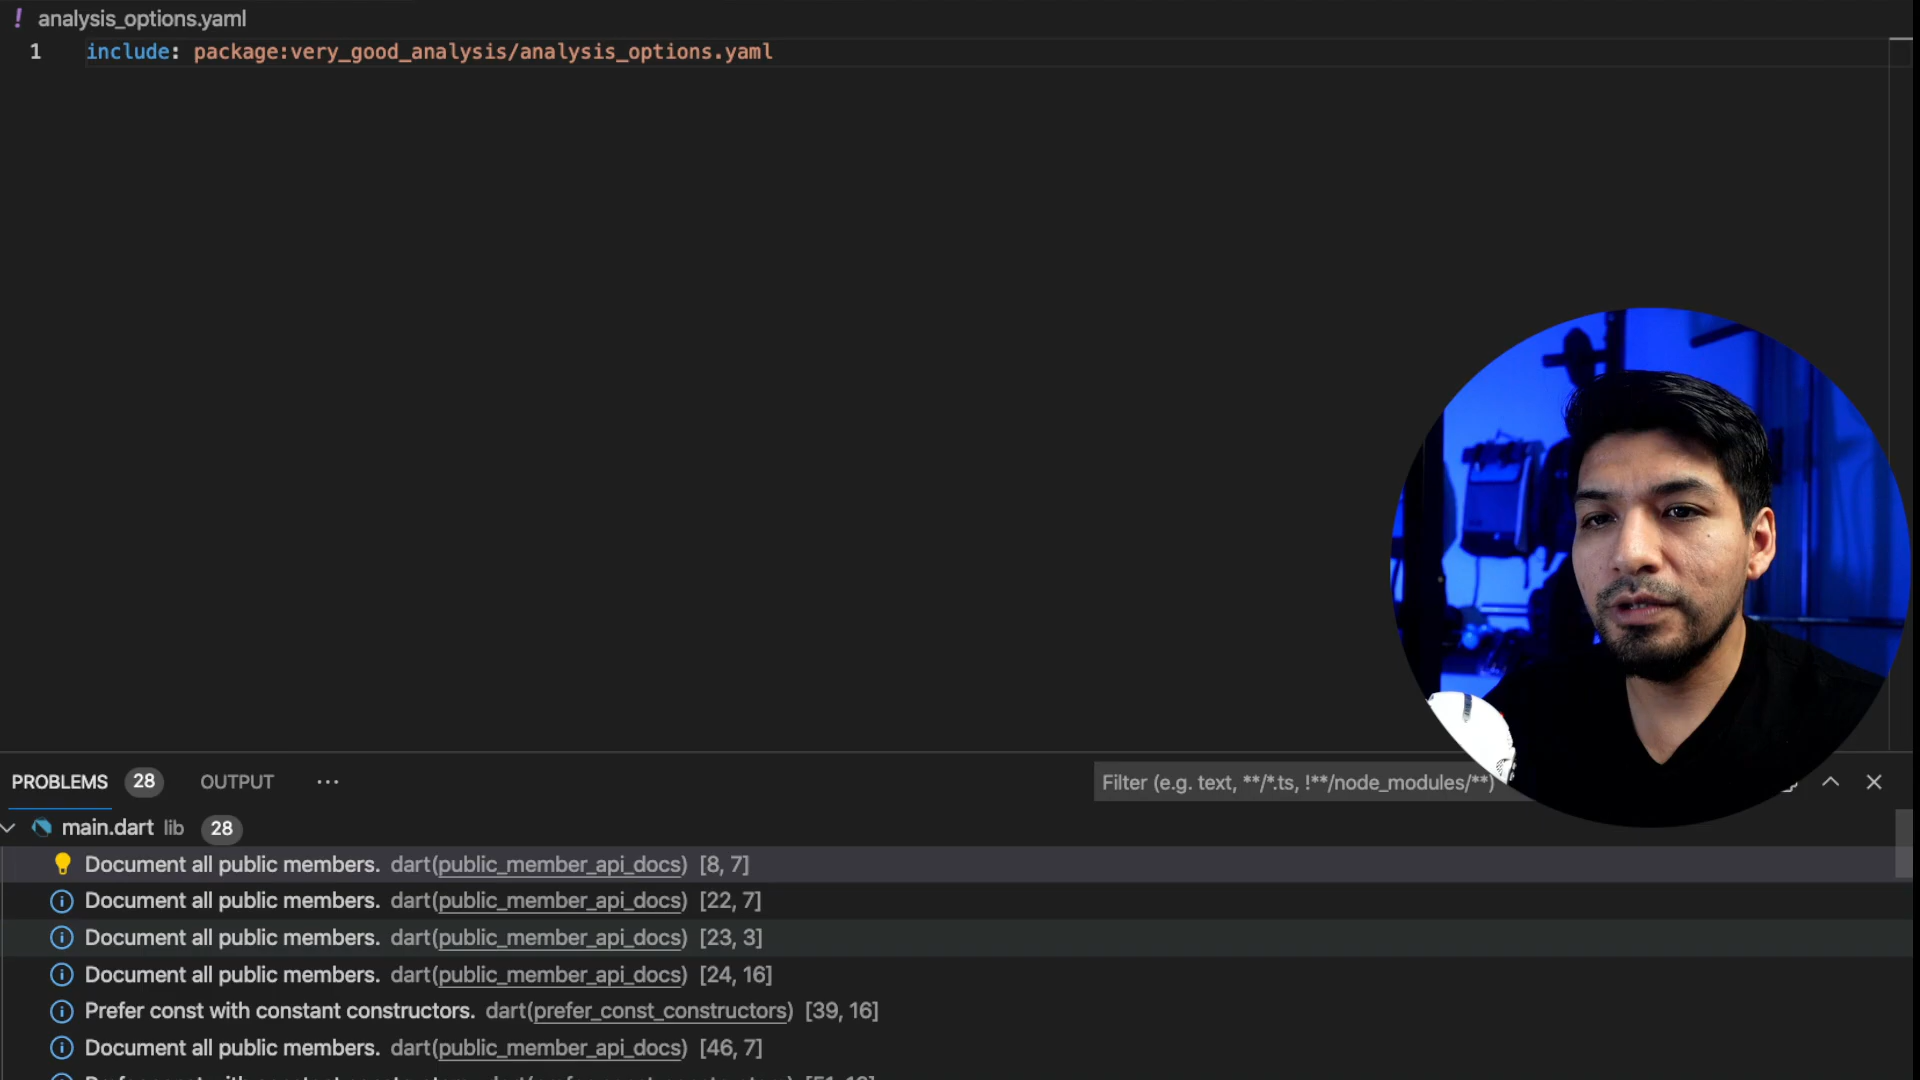 ! analysis_options.yaml
1 include: package:very_good_analysis/analysis_options.yaml
PROBLEMS 28 OUTPUT ···
Filter (e.g. text, **/*.ts, !**/node_modules/**)
main.dart lib 28
Document all public members. dart(public_member_api_docs) [8, 7]
Document all public members. dart(public_member_api_docs) [22, 7]
Document all public members. dart(public_member_api_docs) [23, 3]
Document all public members. dart(public_member_api_docs) [24, 16]
Prefer const with constant constructors. dart(prefer_const_constructors) [39, 16]
Document all public members. dart(public_member_api_docs) [46, 7]